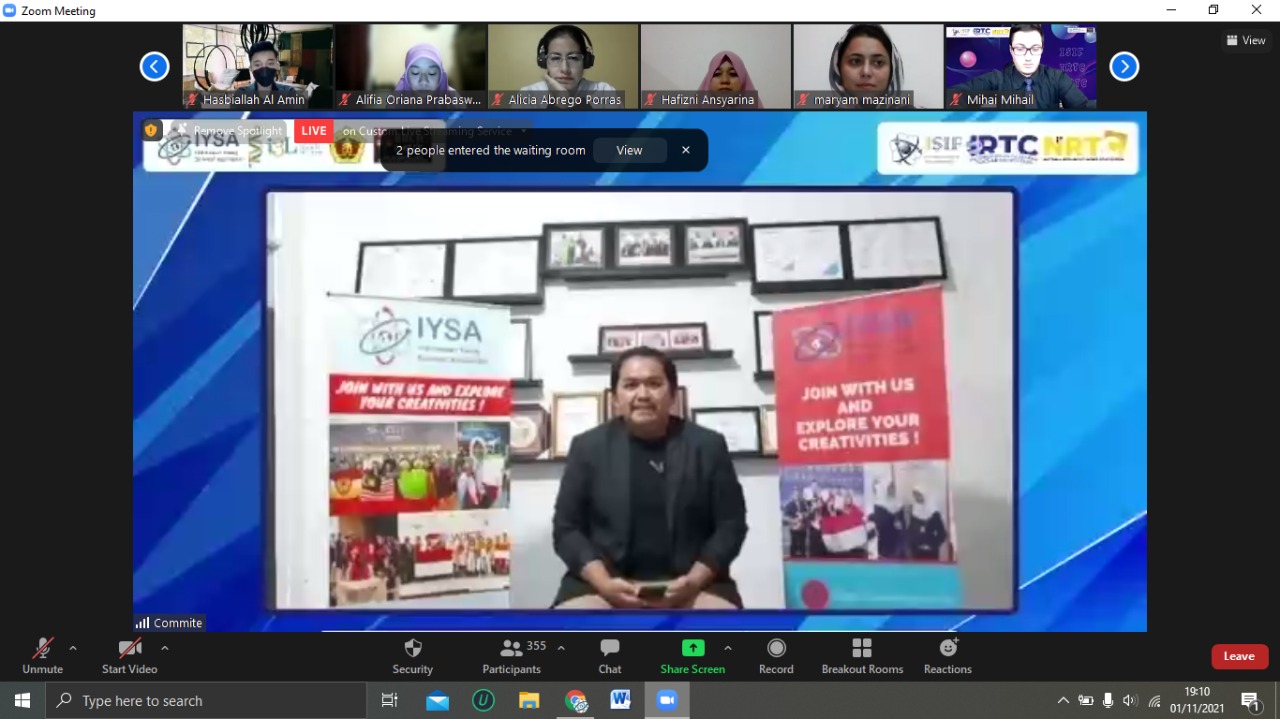 Zoom Meeting
View
Hasbiallah Al Amin
Alifia Oriana Prabasw...
Alicia Abrego Porras
Hafizni Ansyarina
maryam mazinani
Mihai Mihail
Remove Spotlight
LIVE
on Custom Live Streaming Service
2 people entered the waiting room
View
IYSA
ISIF
IRTC
IYSA
JOIN WITH US AND EXPLORE
YOUR CREATIVITIES !
JOIN WITH US
AND
EXPLORE YOUR
CREATIVITIES !
Commite
Unmute
Start Video
Security
355
Participants
Chat
Share Screen
Record
Breakout Rooms
Reactions
Leave
Type here to search
19:10
01/11/2021
1